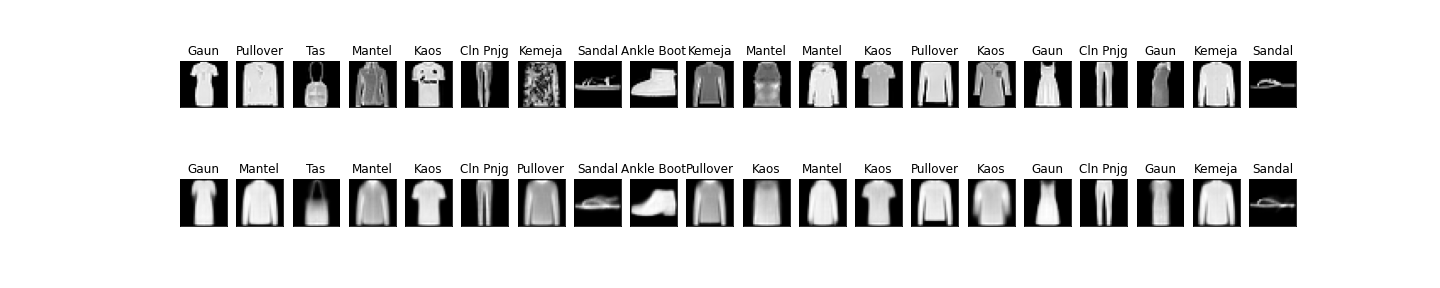 Gaun Pullover Tas Mantel Kaos Cln Pnjg Kemeja Sandal Ankle Boot Kemeja Mantel Mantel Kaos Pullover Kaos Gaun Cln Pnjg Gaun Kemeja Sandal
Gaun Mantel Tas Mantel Kaos Cln Pnjg Pullover Sandal Ankle Boot Pullover Kaos Mantel Kaos Pullover Kaos Gaun Cln Pnjg Gaun Kemeja Sandal